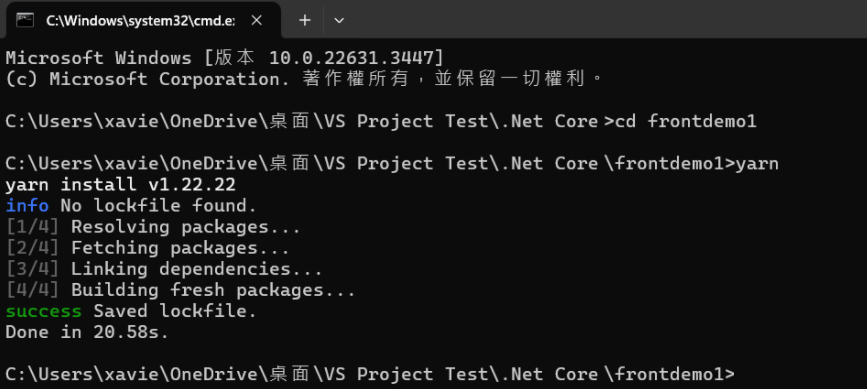 C:\Windows\system32\cmd.e
Microsoft Windows [版本 10.0.22631.3447]
(c) Microsoft Corporation. 著作權所有，並保留一切權利。
C:\Users\xavie\OneDrive\桌面\VS Project Test\.Net Core>cd frontdemo1
C:\Users\xavie\OneDrive\桌面\VS Project Test\.Net Core\frontdemo1>yarn
yarn install v1.22.22
info No lockfile found.
[1/4] Resolving packages...
[2/4] Fetching packages...
[3/4] Linking dependencies...
[4/4] Building fresh packages...
success Saved lockfile.
Done in 20.58s.
C:\Users\xavie\OneDrive\桌面\VS Project Test\.Net Core\frontdemo1>